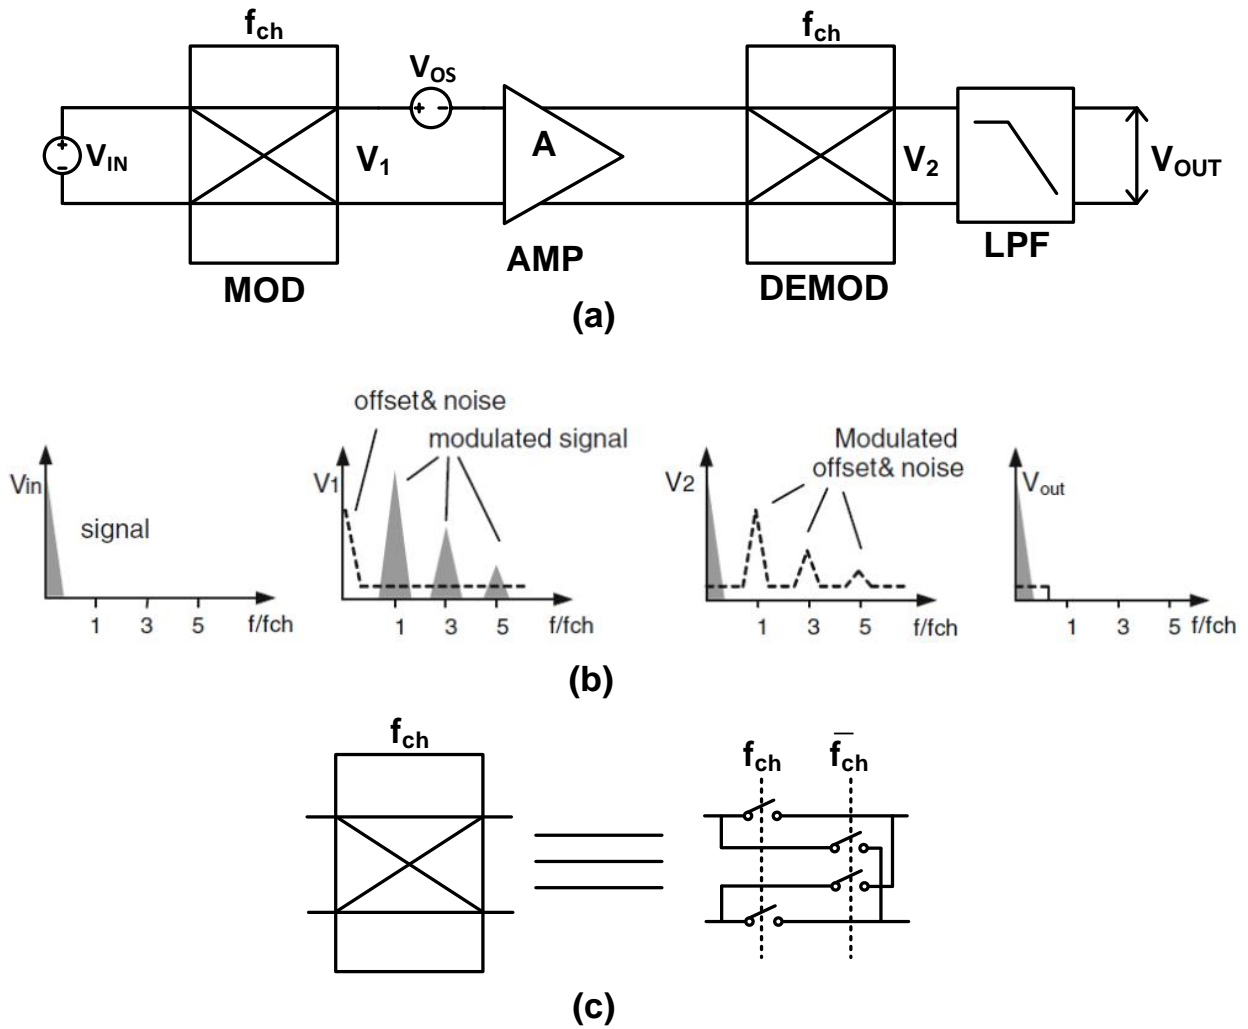 fch fch
VOS
VIN V1 A V2 VOUT
AMP LPF
MOD DEMOD
(a)
offset& noise
modulated signal Modulated
offset& noise
Vin V1 V2 Vout
signal
1 3 5 f/fch 1 3 5 f/fch 1 3 5 f/fch 1 3 5 f/fch
(b)
fch fch f̅ch
(c)